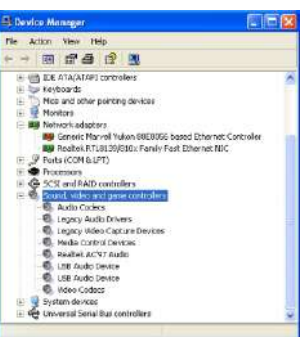 Device Manager
File Action View Help
IDE ATA/ATAPI controllers
Keyboards
Mice and other pointing devices
Monitors
Network adapters
Generic Marvell Yukon 88E8056 based Ethernet Controller
Realtek RTL8139/810x Family Fast Ethernet NIC
Ports (COM & LPT)
Processors
SCSI and RAID controllers
Sound, video and game controllers
Audio Codecs
Legacy Audio Drivers
Legacy Video Capture Devices
Media Control Devices
Realtek AC'97 Audio
USB Audio Device
USB Audio Device
Video Codecs
System devices
Universal Serial Bus controllers